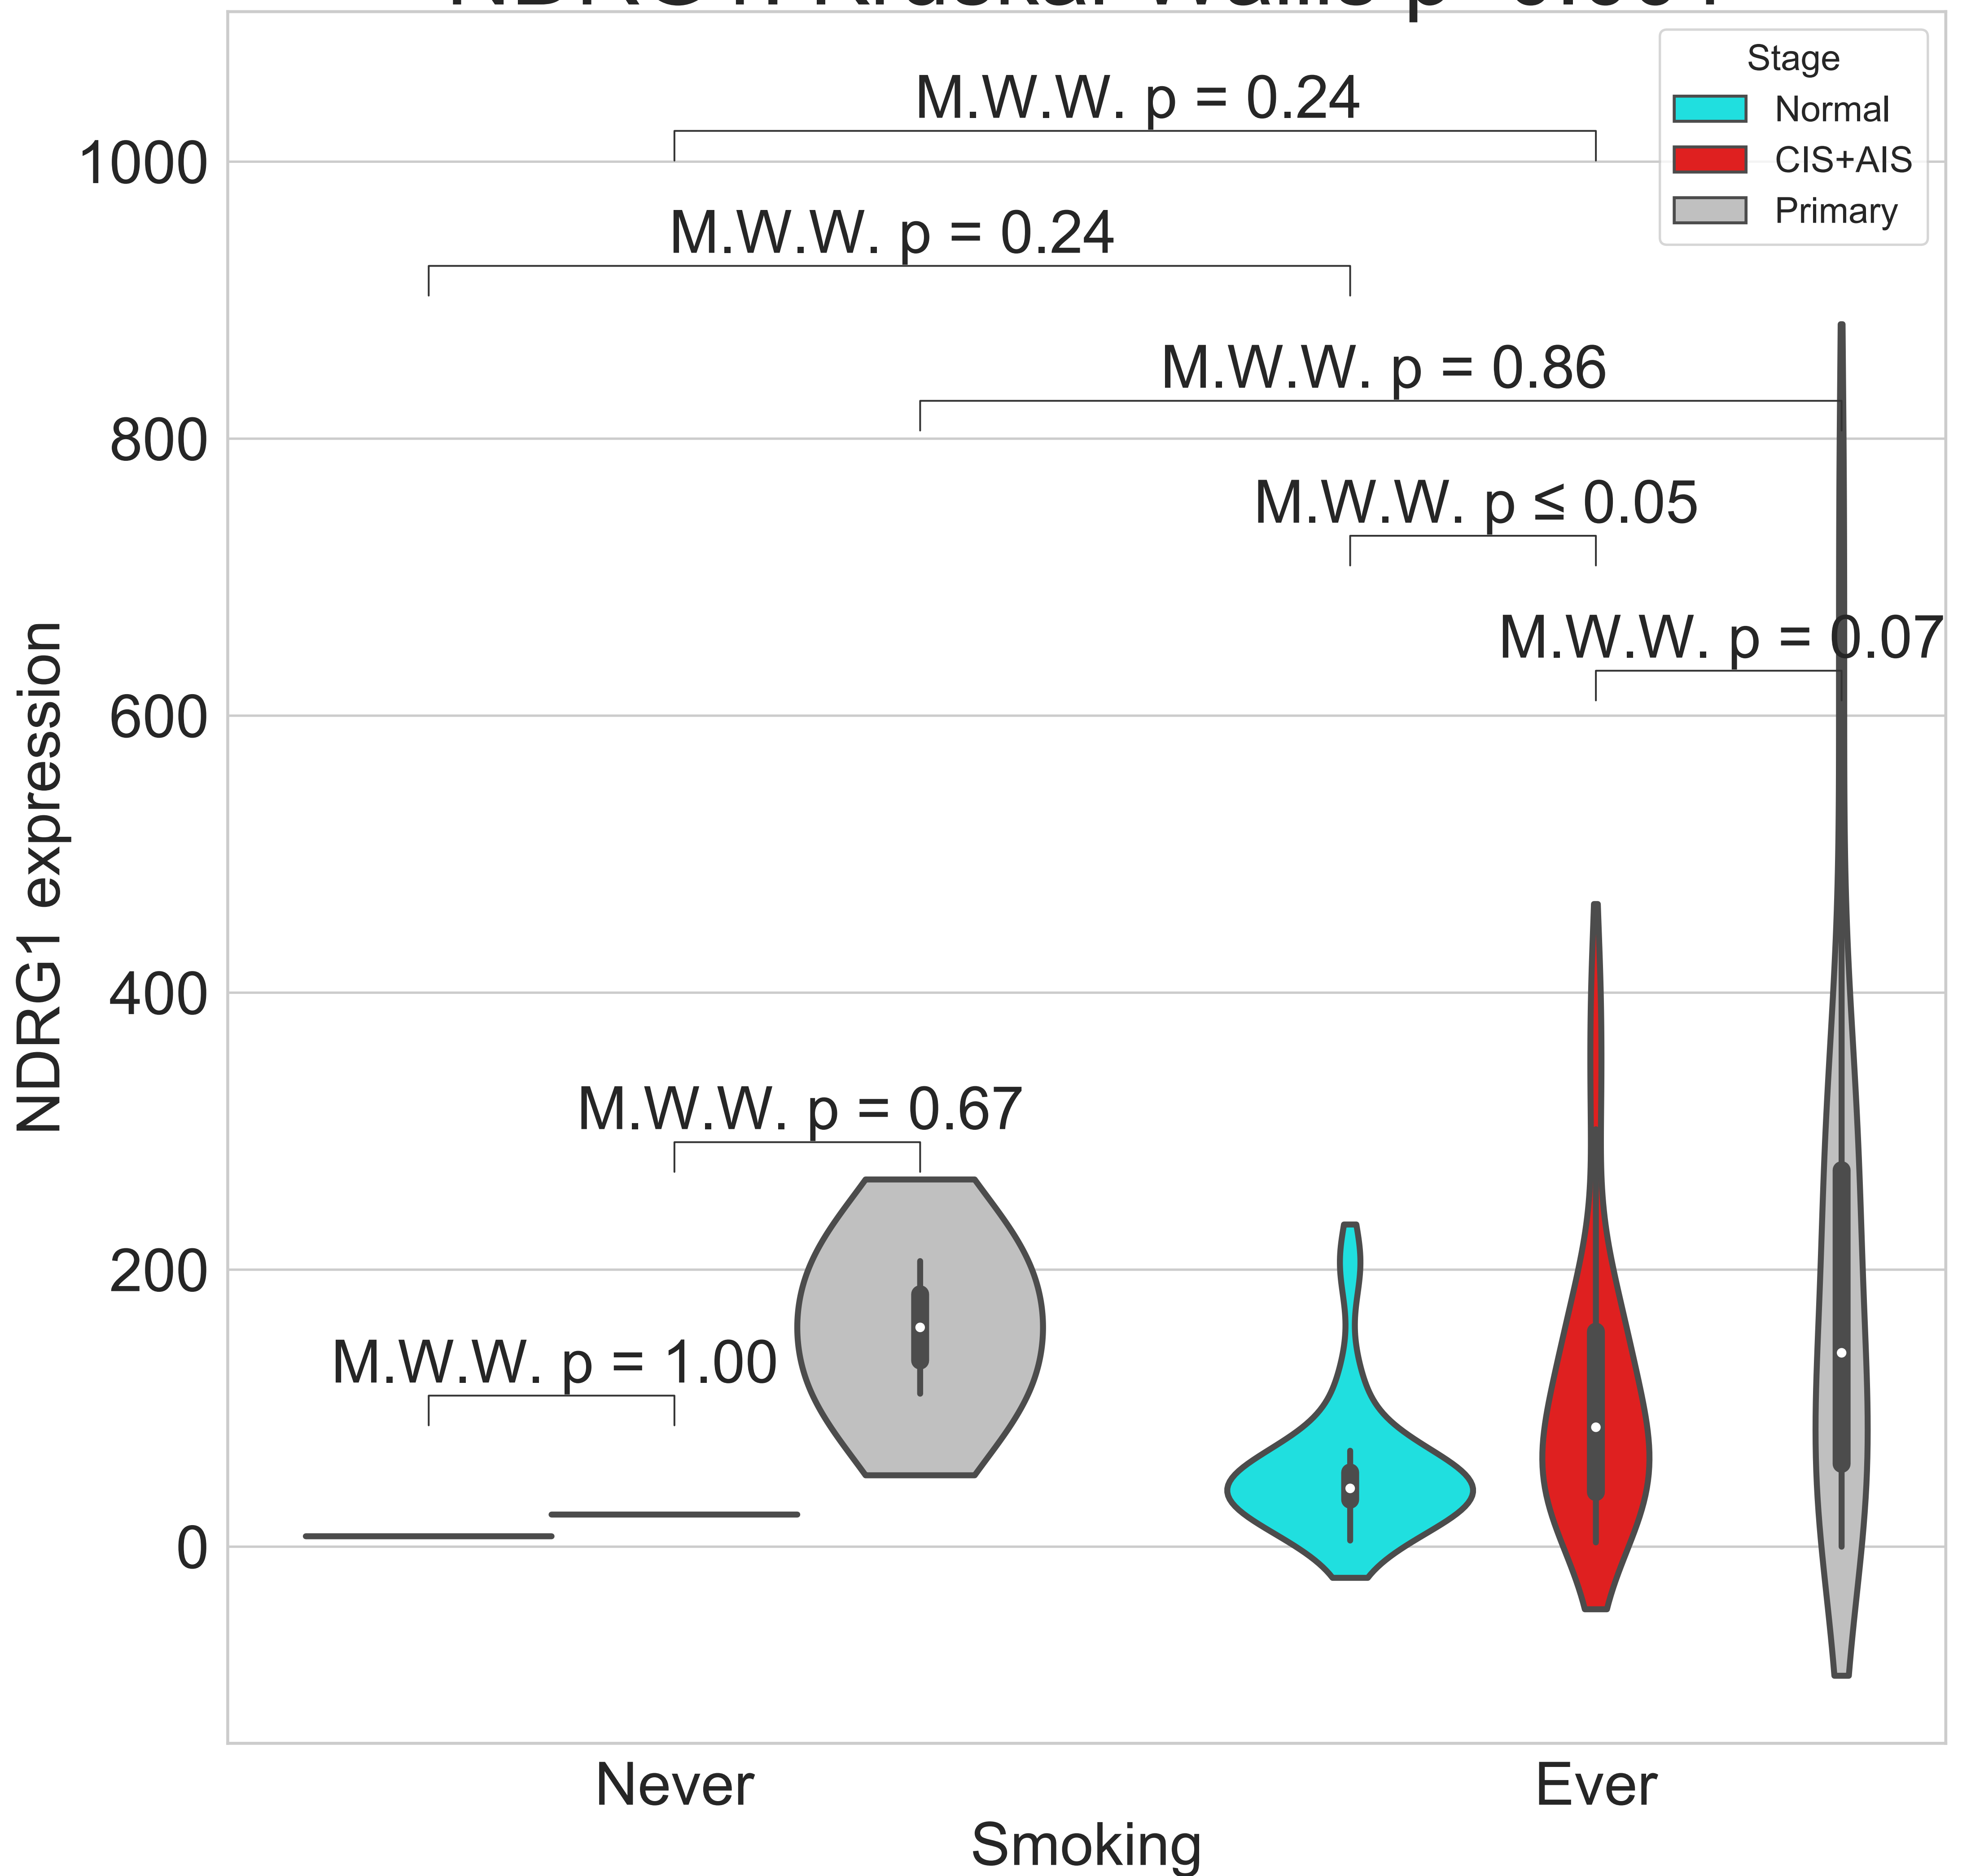 Stage
Normal
CIS+AIS
Primary
M.W.W. p = 0.24
M.W.W. p = 0.24
M.W.W. p = 0.86
M.W.W. p ≤ 0.05
M.W.W. p = 0.07
M.W.W. p = 0.67
M.W.W. p = 1.00
1000
800
600
400
200
0
NDRG1 expression
Never
Ever
Smoking